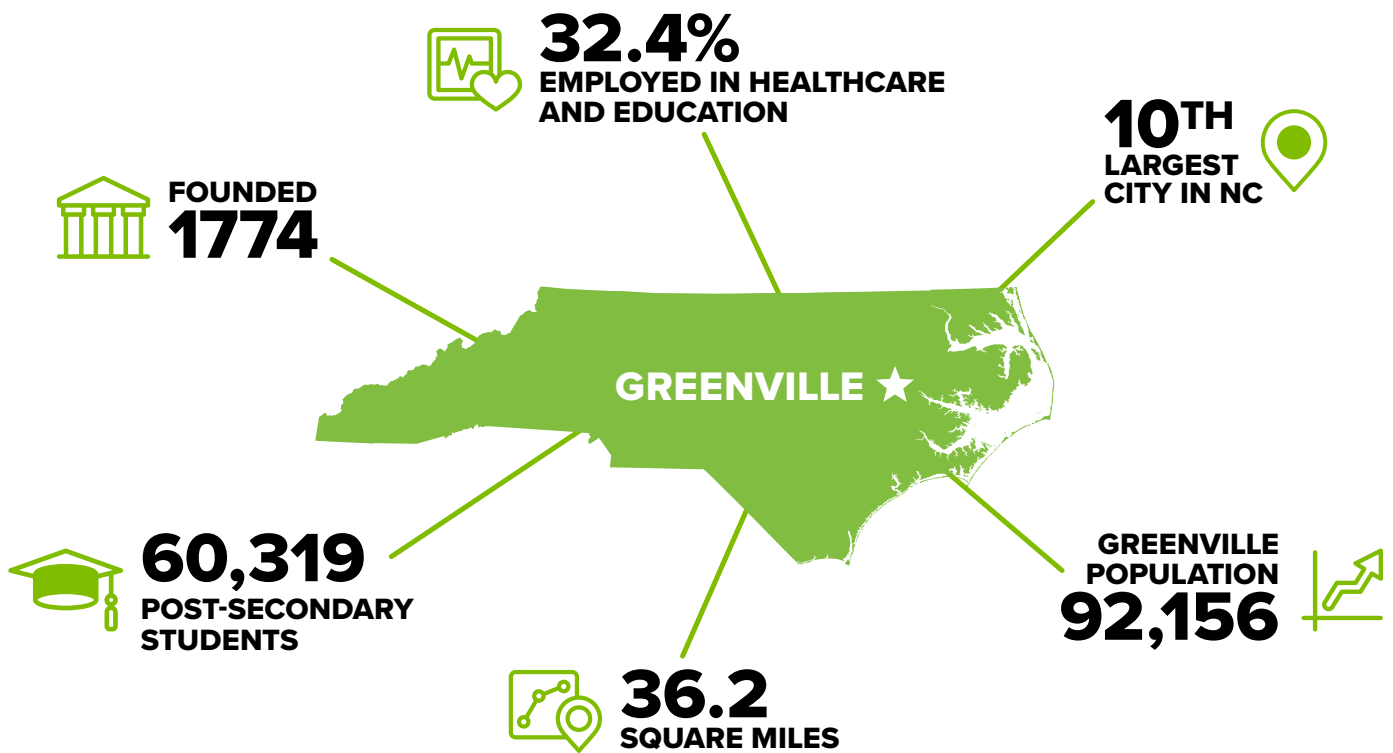 32.4%
EMPLOYED IN HEALTHCARE
AND EDUCATION
10TH
LARGEST
CITY IN NC
FOUNDED
1774
GREENVILLE
60,319
POST-SECONDARY
STUDENTS
GREENVILLE
POPULATION
92,156
36.2
SQUARE MILES